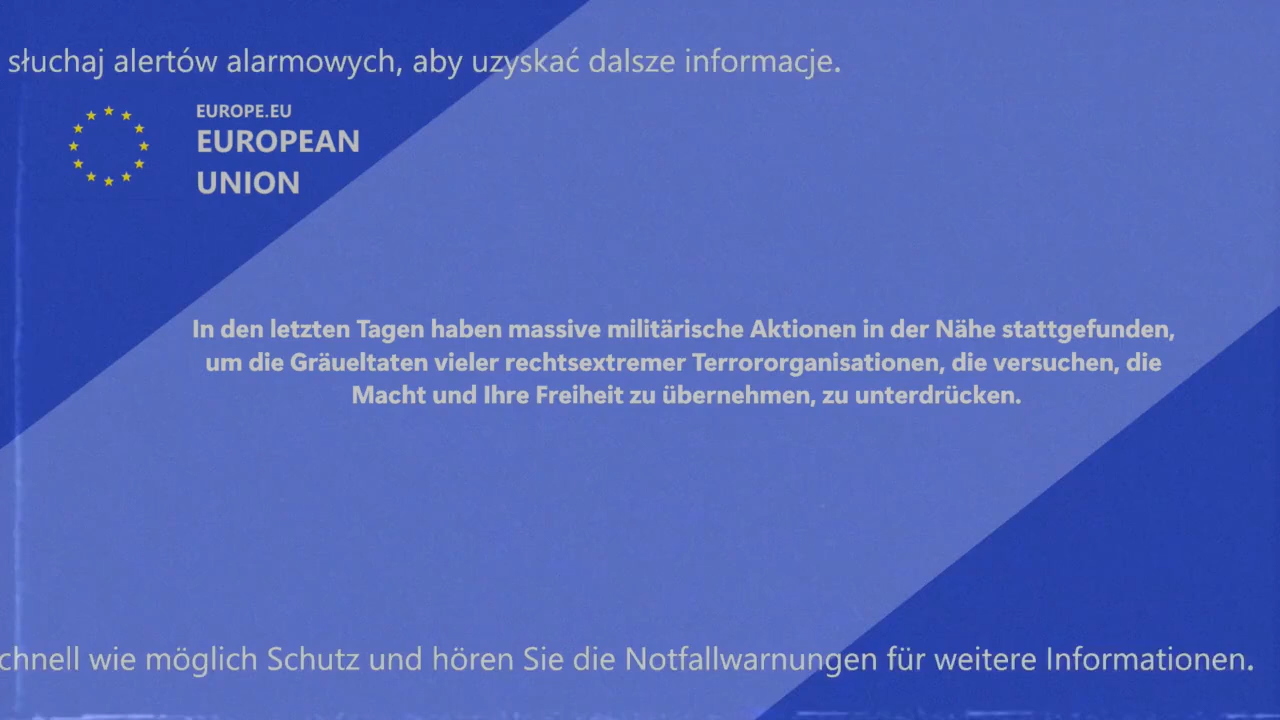 słuchaj alertów alarmowych, aby uzyskać dalsze informacje.
EUROPE.EU
EUROPEAN
UNION
In den letzten Tagen haben massive militärische Aktionen in der Nähe stattgefunden,
um die Gräueltaten vieler rechtsextremer Terrororganisationen, die versuchen, die
Macht und Ihre Freiheit zu übernehmen, zu unterdrücken.
chnell wie möglich Schutz und hören Sie die Notfallwarnungen für weitere Informationen.